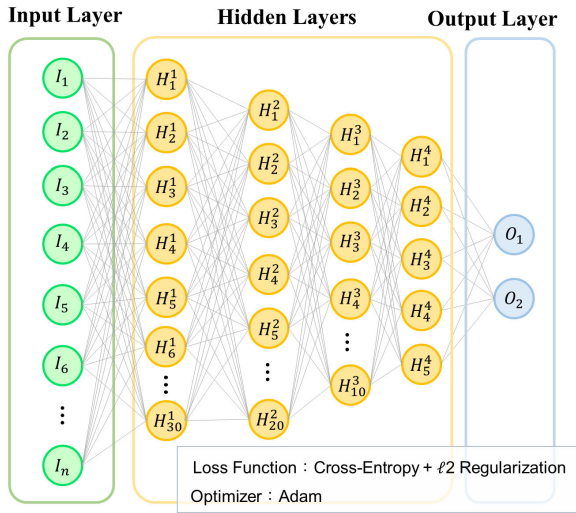 Input Layer
Hidden Layers
Output Layer
I₁
I₂
I₃
I₄
I₅
I₆
⋮
Iₙ
H₁¹
H₂¹
H₃¹
H₄¹
H₅¹
H₆¹
⋮
H₃₀¹
H₁²
H₂²
H₃²
H₄²
H₅²
⋮
H₂₀²
H₁³
H₂³
H₃³
H₄³
⋮
H₁₀³
H₁⁴
H₂⁴
H₃⁴
H₄⁴
H₅⁴
O₁
O₂
Loss Function：Cross-Entropy + ℓ2 Regularization
Optimizer：Adam